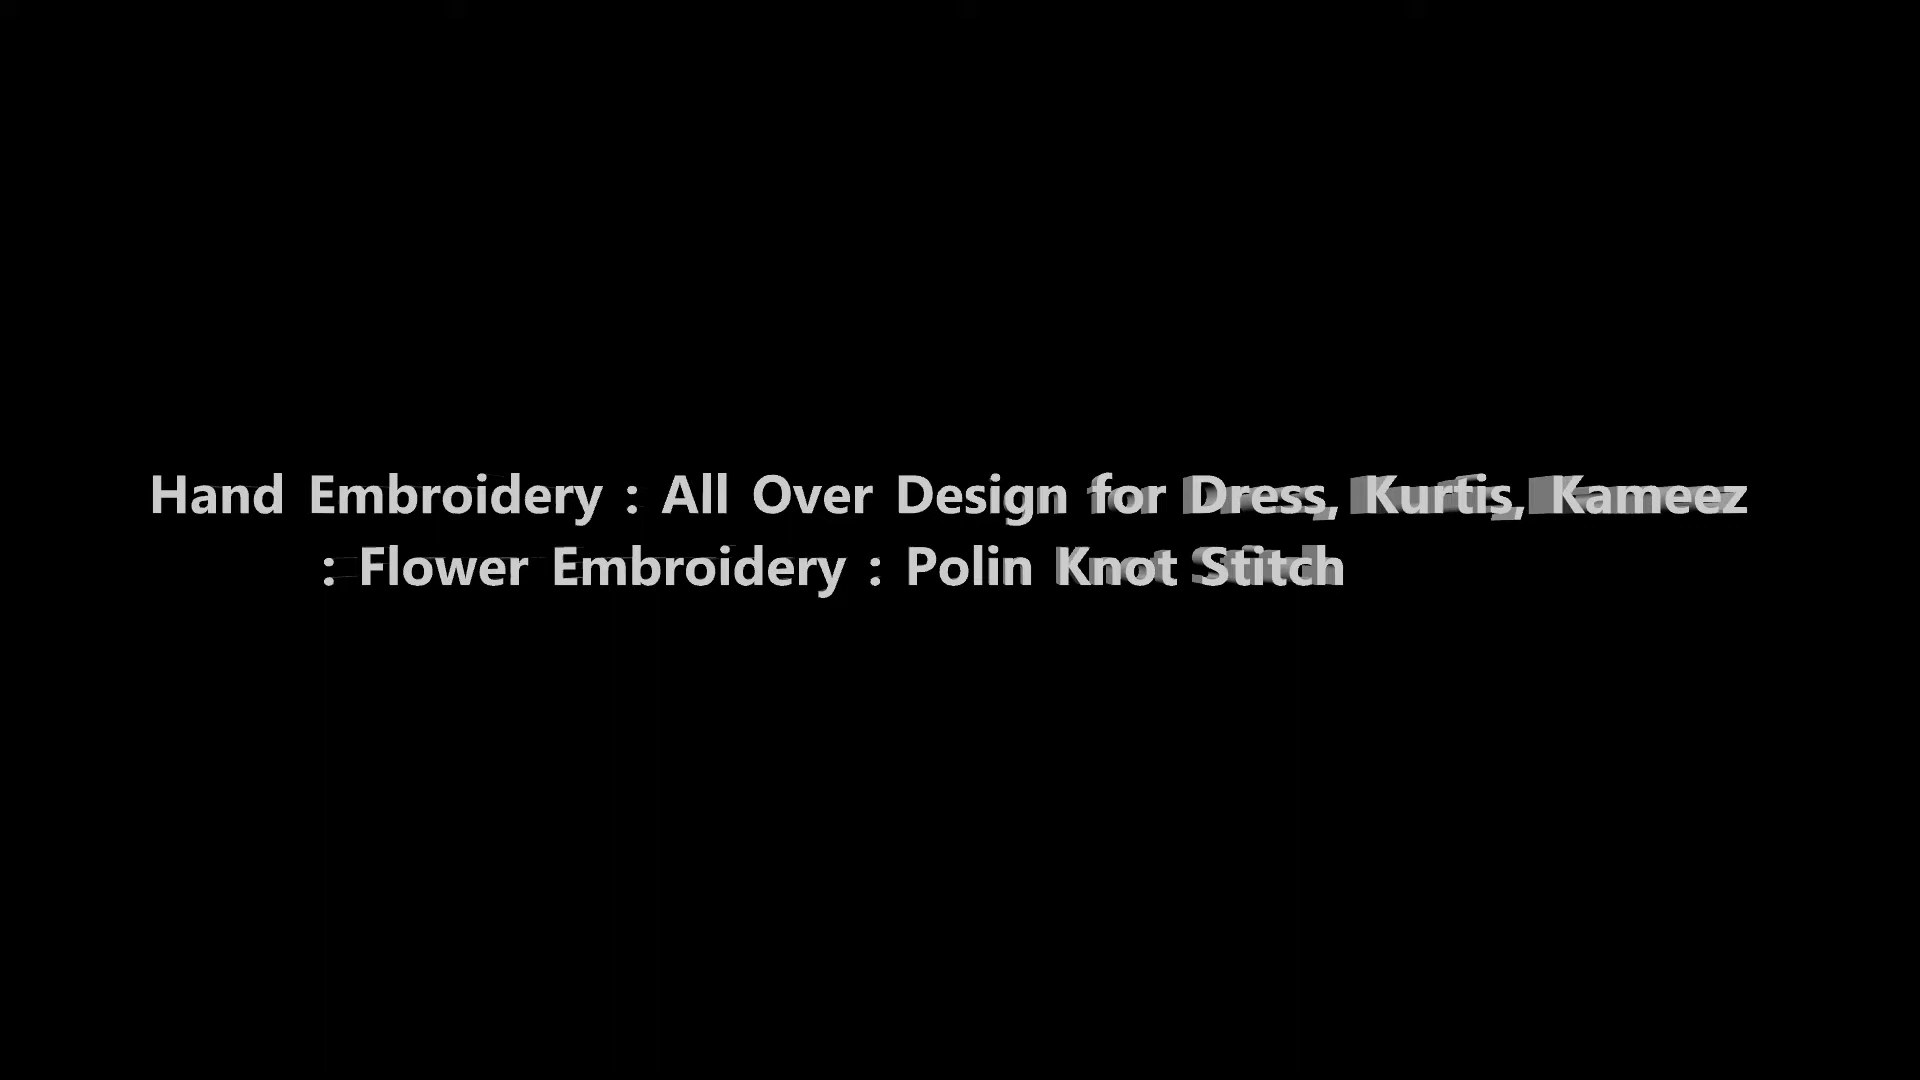 Hand Embroidery : All Over Design for Dress, Kurtis, Kameez
: Flower Embroidery : Polin Knot Stitch